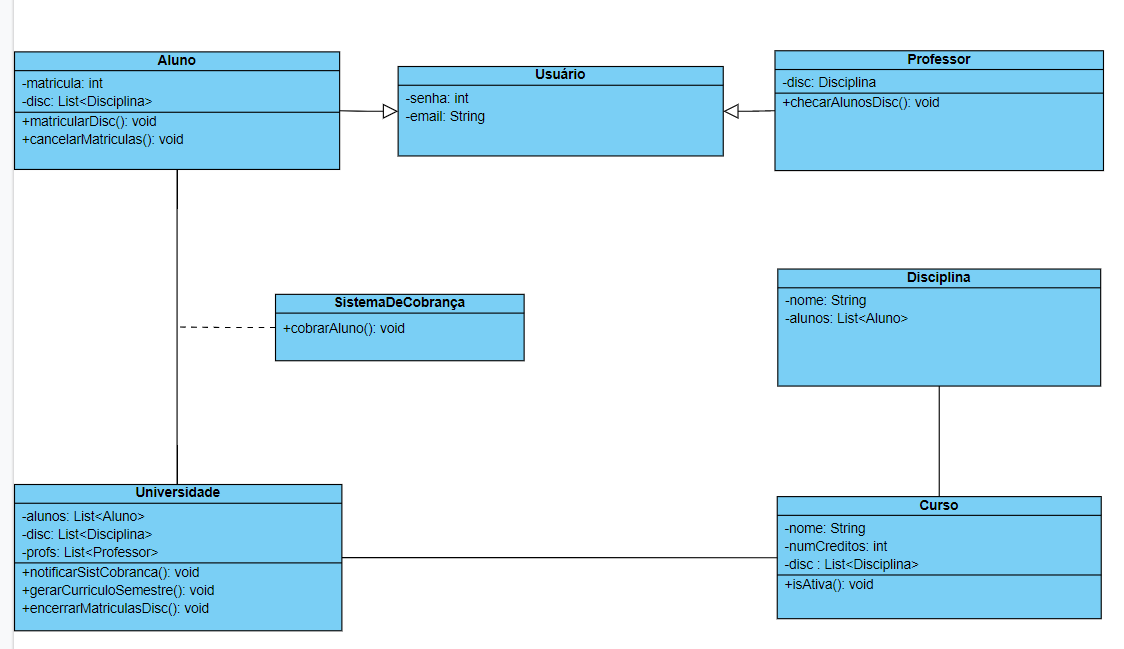 Aluno
-matricula: int
-disc: List<Disciplina>
+matricularDisc(): void
+cancelarMatriculas(): void
Usuário
-senha: int
-email: String
Professor
-disc: Disciplina
+checarAlunosDisc(): void
SistemaDeCobrança
+cobrarAluno(): void
Disciplina
-nome: String
-alunos: List<Aluno>
Universidade
-alunos: List<Aluno>
-disc: List<Disciplina>
-profs: List<Professor>
+notificarSistCobranca(): void
+gerarCurriculoSemestre(): void
+encerrarMatriculasDisc(): void
Curso
-nome: String
-numCreditos: int
-disc : List<Disciplina>
+isAtiva(): void